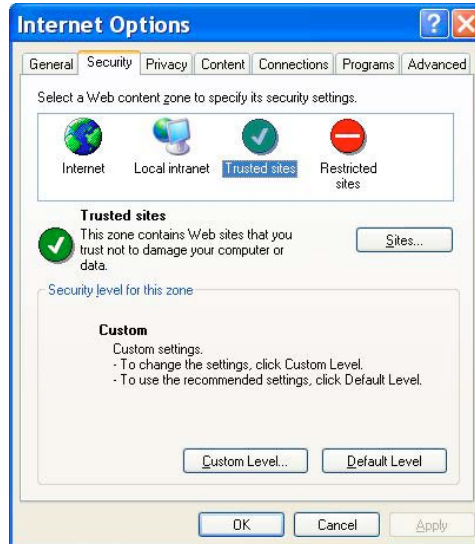 Internet Options
General Security Privacy Content Connections Programs Advanced
Select a Web content zone to specify its security settings.
Internet Local intranet Trusted sites Restricted
sites
Trusted sites
This zone contains Web sites that you
trust not to damage your computer or
data.
Sites...
Security level for this zone
Custom
Custom settings.
- To change the settings, click Custom Level.
- To use the recommended settings, click Default Level.
Custom Level... Default Level
OK Cancel Apply